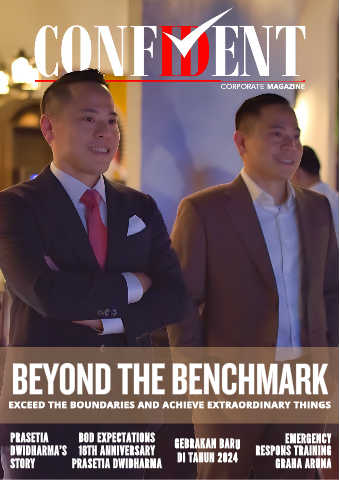 CONFIDENT
CORPORATE MAGAZINE
BEYOND THE BENCHMARK
EXCEED THE BOUNDARIES AND ACHIEVE EXTRAORDINARY THINGS
PRASETIA
DWIDHARMA'S
STORY
BOD EXPECTATIONS
18TH ANNIVERSARY
PRASETIA DWIDHARMA
GEBRAKAN BARU
DI TAHUN 2024
EMERGENCY
RESPONS TRAINING
GRAHA ARUNA